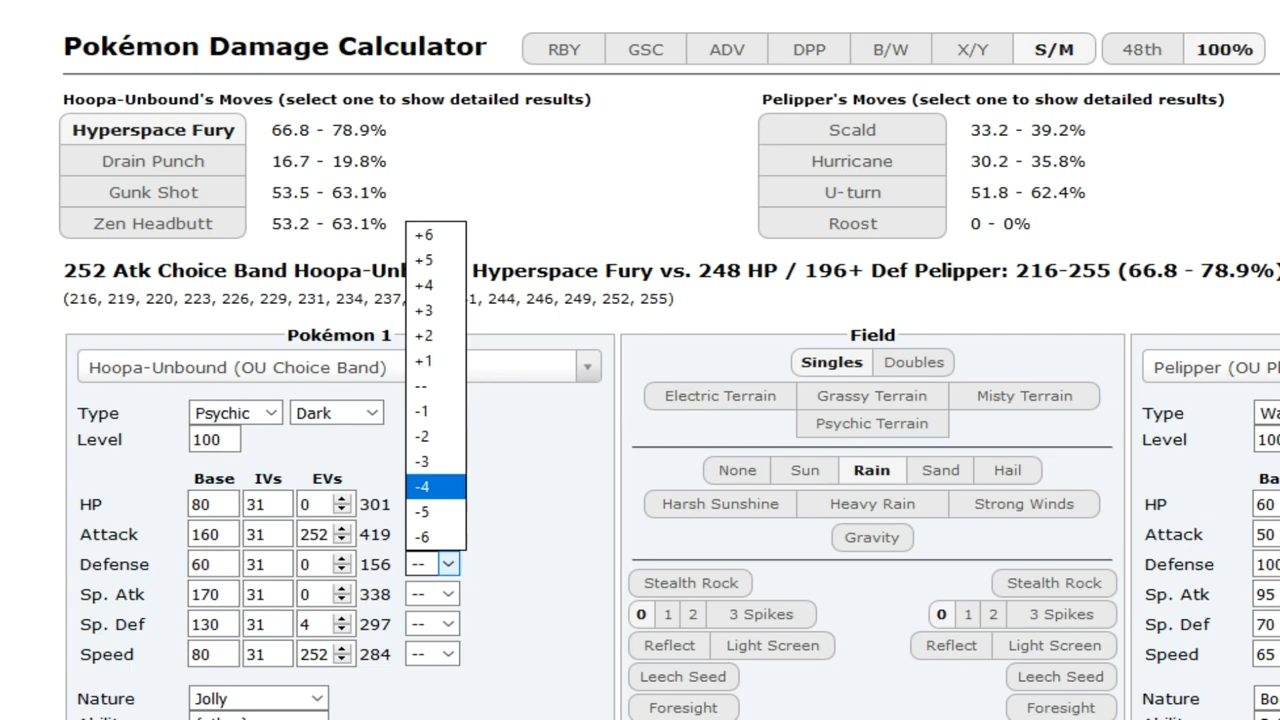 Pokémon Damage Calculator RBY GSC ADV DPP B/W X/Y S/M 48th 100%
Hoopa-Unbound's Moves (select one to show detailed results) Pelipper's Moves (select one to show detailed results)
Hyperspace Fury 66.8 - 78.9% Scald 33.2 - 39.2%
Drain Punch 16.7 - 19.8% Hurricane 30.2 - 35.8%
Gunk Shot 53.5 - 63.1% U-turn 51.8 - 62.4%
Zen Headbutt 53.2 - 63.1% Roost 0 - 0%
+6
+5
+4
+3
+2
+1
--
-1
-2
-3
-4
-5
-6
252 Atk Choice Band Hoopa-Un Hyperspace Fury vs. 248 HP / 196+ Def Pelipper: 216-255 (66.8 - 78.9%)
(216, 219, 220, 223, 226, 229, 231, 234, 237, 1, 244, 246, 249, 252, 255)
Pokémon 1
Hoopa-Unbound (OU Choice Band)
Type Psychic Dark
Level 100
Base IVs EVs
HP 80 31 0 301
Attack 160 31 252 419
Defense 60 31 0 156 --
Sp. Atk 170 31 0 338 --
Sp. Def 130 31 4 297 --
Speed 80 31 252 284 --
Nature Jolly
Field
Singles Doubles
Electric Terrain Grassy Terrain Misty Terrain
Psychic Terrain
None Sun Rain Sand Hail
Harsh Sunshine Heavy Rain Strong Winds
Gravity
Stealth Rock Stealth Rock
0 1 2 3 Spikes 0 1 2 3 Spikes
Reflect Light Screen Reflect Light Screen
Leech Seed Leech Seed
Foresight Foresight
Pelipper (OU
Type
Level 100
HP 60
Attack 50
Defense 100
Sp. Atk 95
Sp. Def 70
Speed 65
Nature